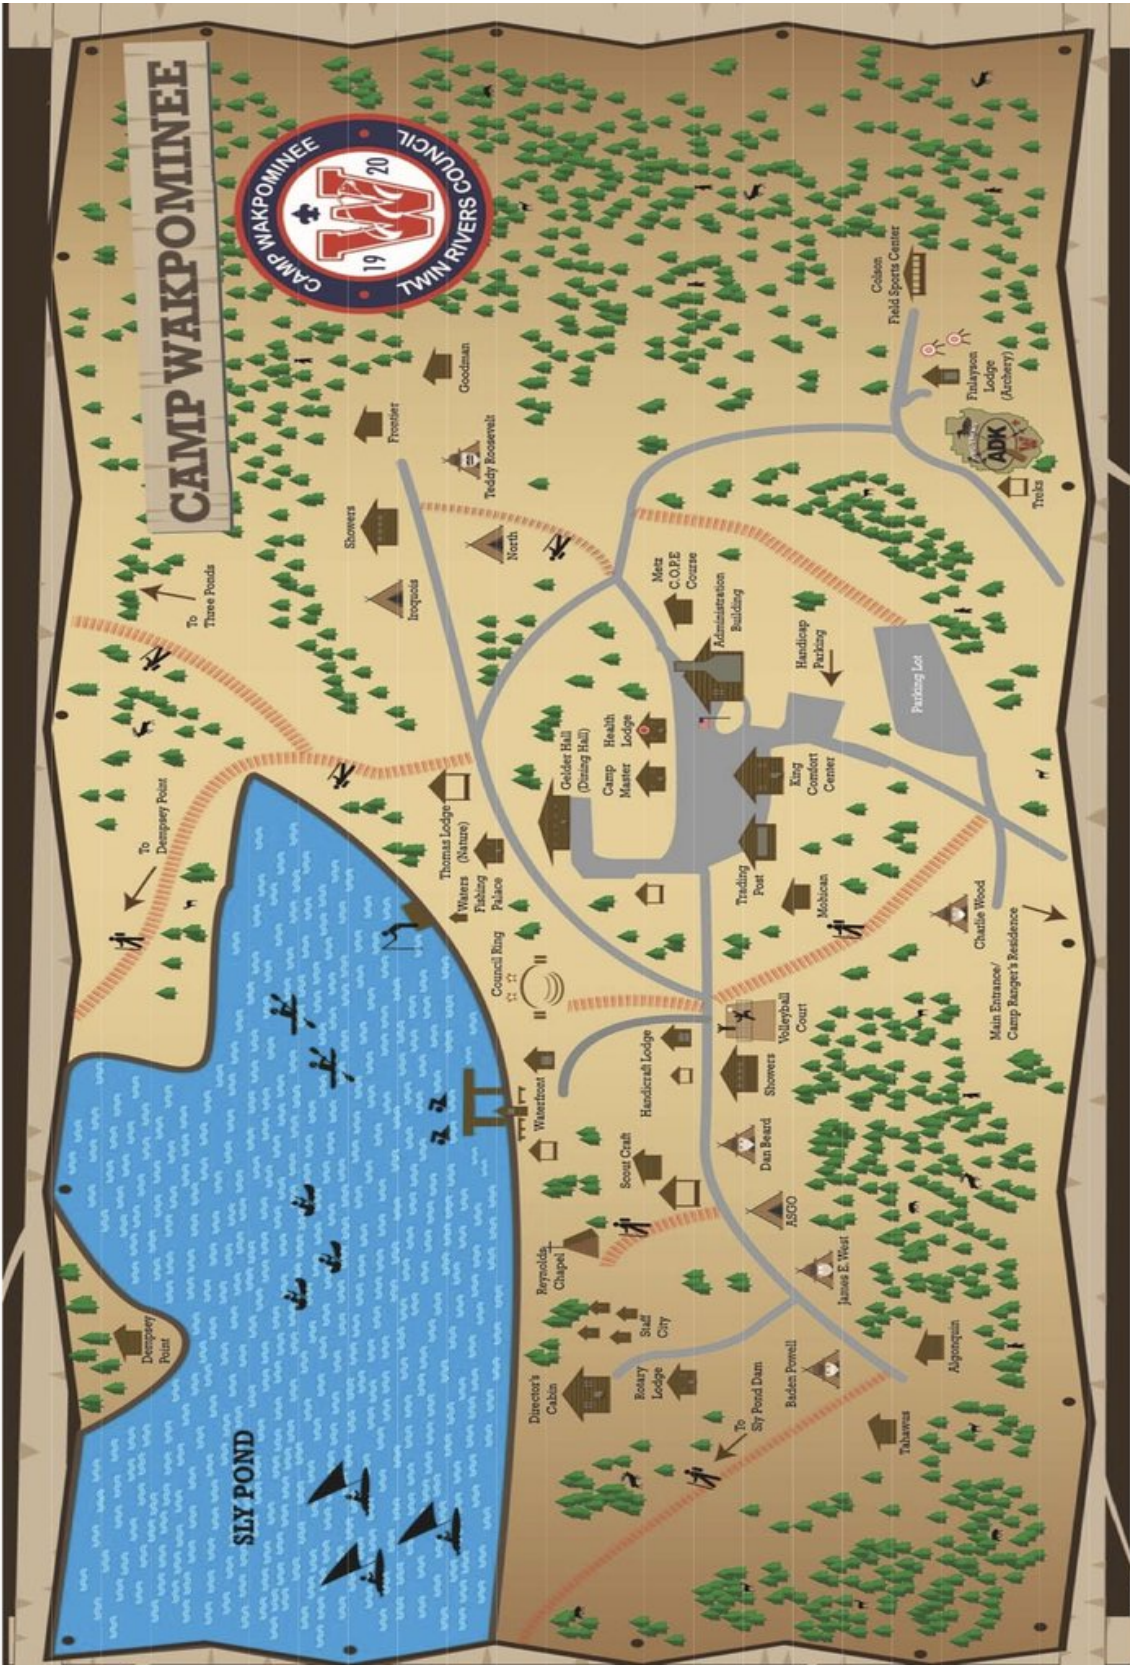 CAMP WAKPOMINEE
CAMP WAKPOMINEE
TWIN RIVERS COUNCIL
19 W 20
To
Three Ponds
To
Dempsey Point
Dempsey
Point
SLY POND
Goodman
Frontier
Teddy Roosevelt
Showers
Iroquois
North
Thomas Lodge
(Nature)
Waters
Fishing
Palace
Council Ring
Gelder Hall
(Dining Hall)
Camp
Master
Health
Lodge
Metz
C.O.P.E
Course
Administration
Building
Handicap
Parking
Parking Lot
King
Comfort
Center
Trading
Post
Mohican
Charlie Wood
Main Entrance/
Camp Ranger's Residence
Colson
Field Sports Center
Finlayson
Lodge
(Archery)
ADK
Treks
Waterfront
Handicraft Lodge
Volleyball
Court
Showers
Dan Beard
Scout Craft
ASGO
Reynolds
Chapel
James E. West
Staff
City
Director's
Cabin
Rotary
Lodge
Baden Powell
To
Sly Pond Dam
Algonquin
Tahawus